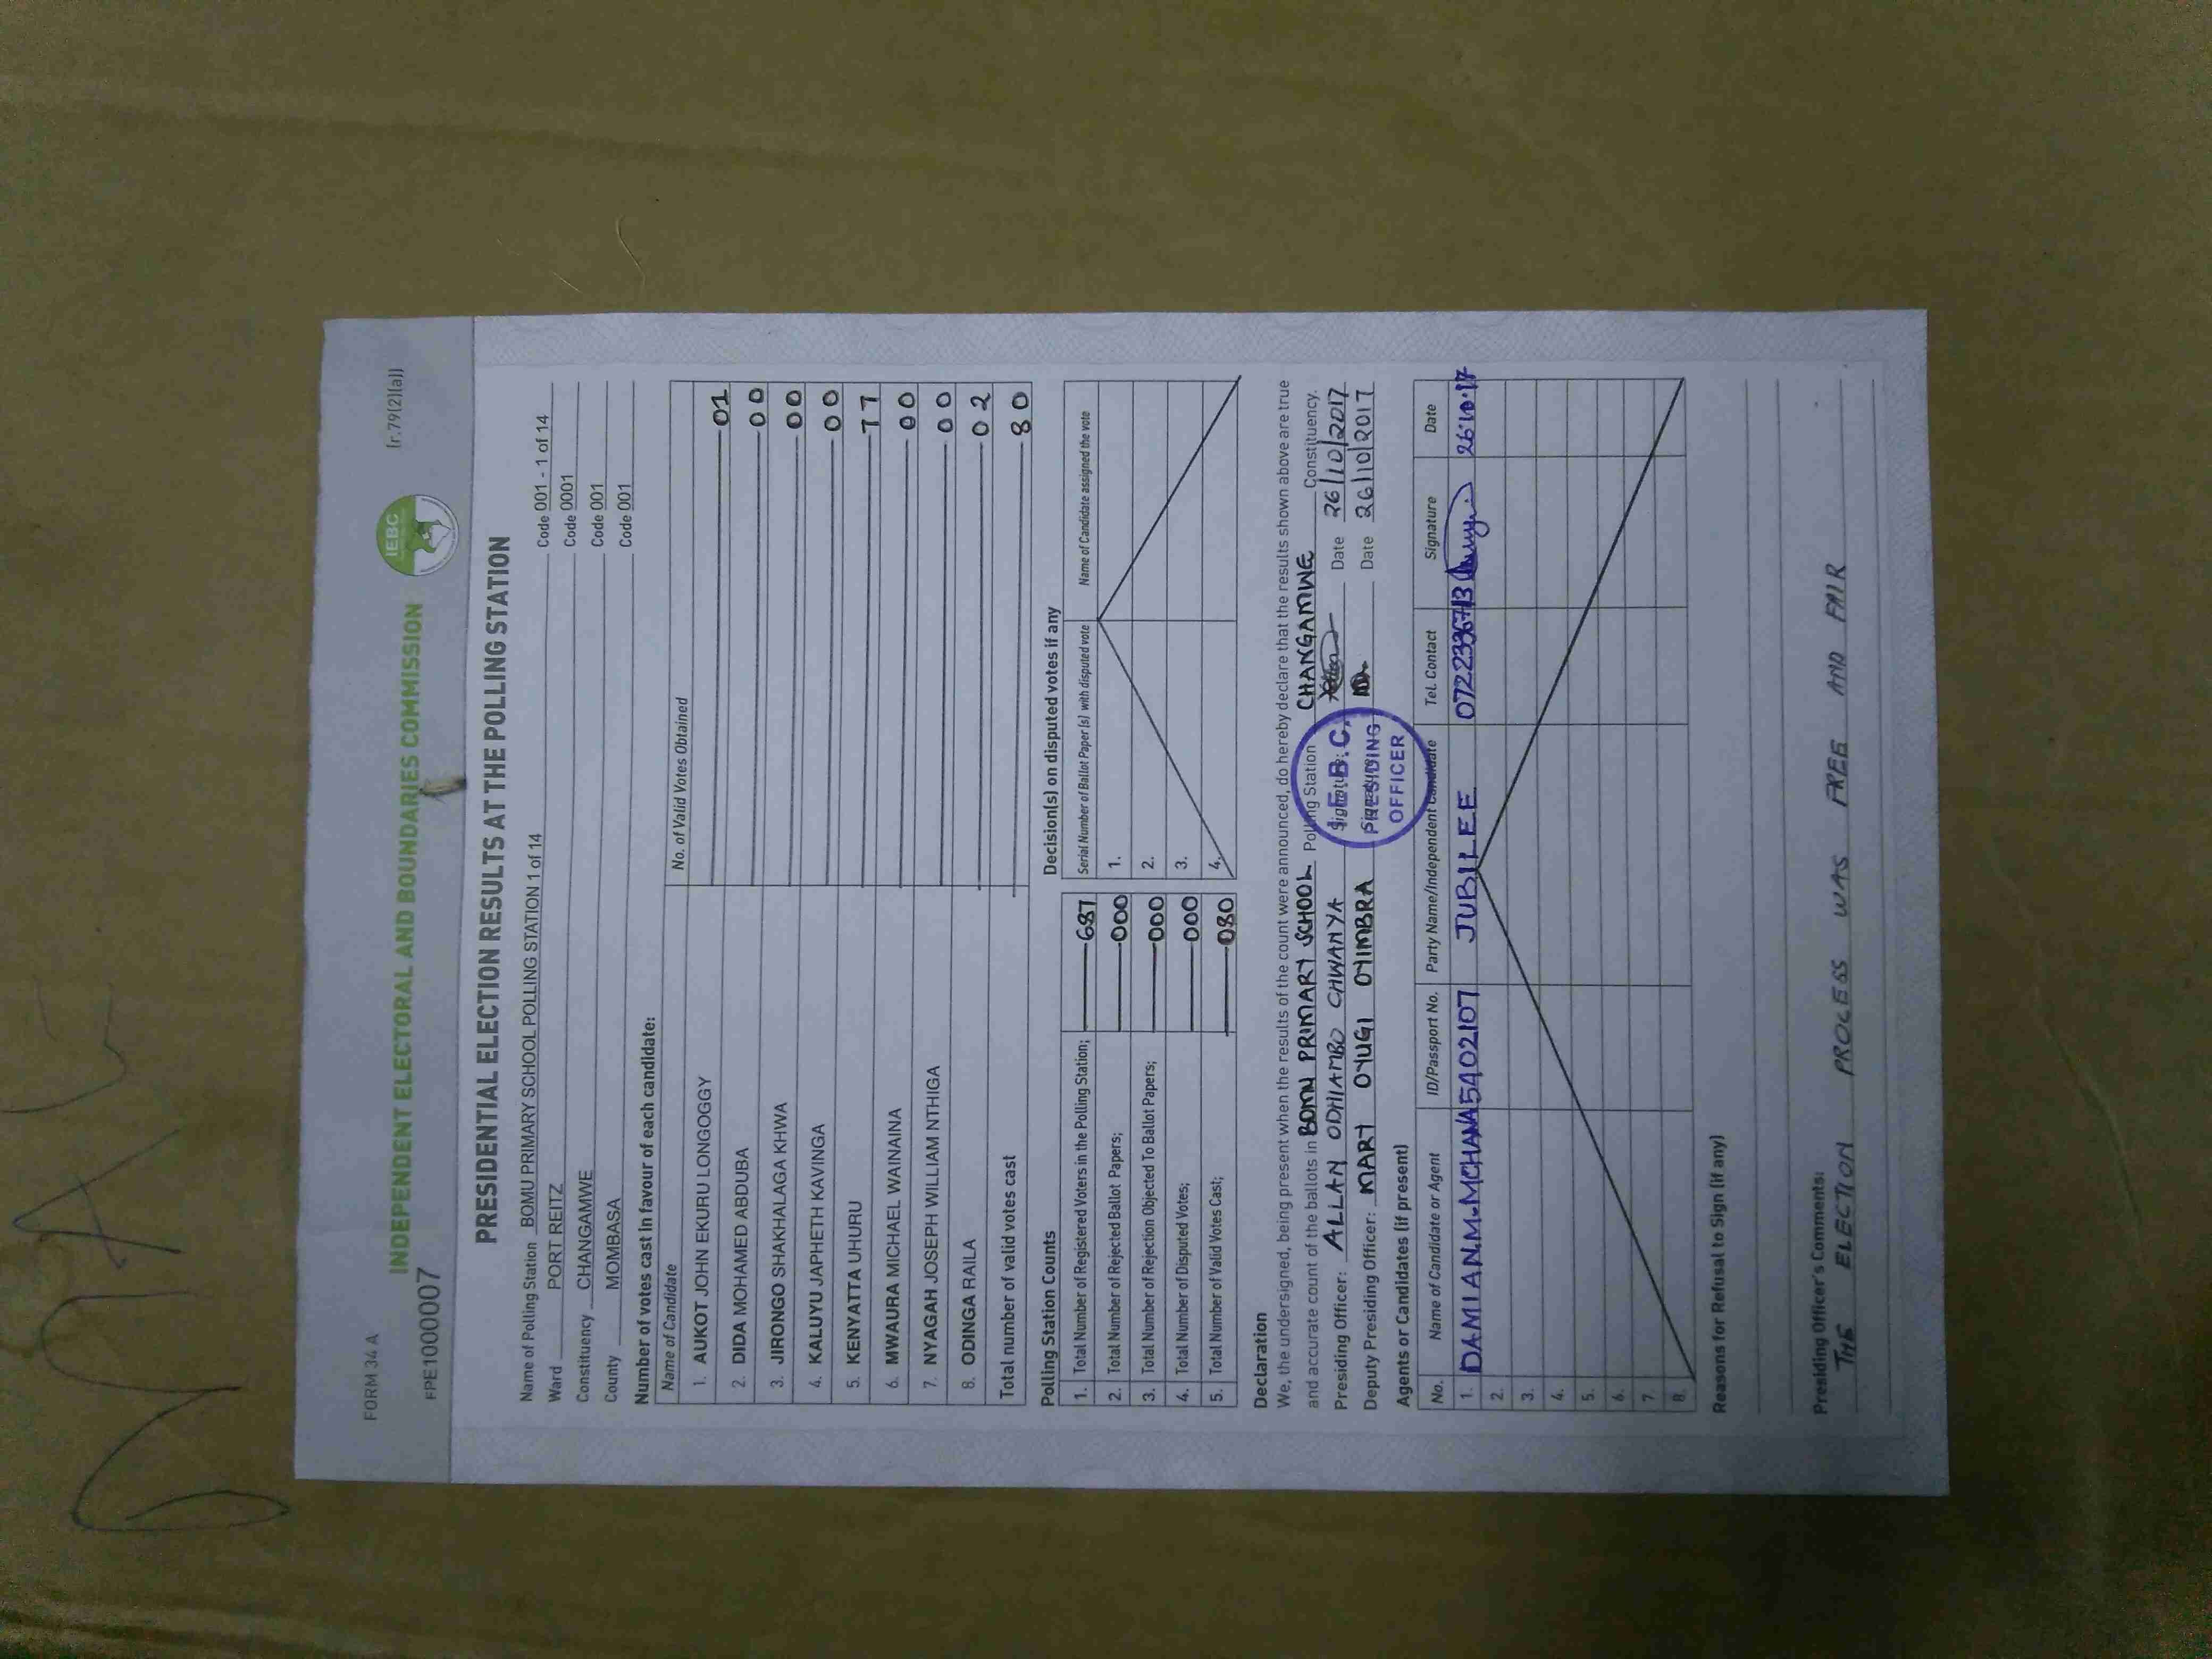 FORM 34 A
[r.79(2)(a)]
IEBC
INDEPENDENT ELECTORAL AND BOUNDARIES COMMISSION
FPE1000007
PRESIDENTIAL ELECTION RESULTS AT THE POLLING STATION
Name of Polling Station BOMU PRIMARY SCHOOL POLLING STATION 1 of 14 Code 001 - 1 of 14
Ward PORT REITZ Code 0001
Constituency CHANGAMWE Code 001
County MOMBASA Code 001
Number of votes cast in favour of each candidate:
Name of Candidate No. of Valid Votes Obtained
1. AUKOT JOHN EKURU LONGOGGY 01
2. DIDA MOHAMED ABDUBA 00
3. JIRONGO SHAKHALAGA KHWA 00
4. KALUYU JAPHETH KAVINGA 00
5. KENYATTA UHURU 77
6. MWAURA MICHAEL WAINAINA 00
7. NYAGAH JOSEPH WILLIAM NTHIGA 00
8. ODINGA RAILA 02
Total number of valid votes cast 80
Polling Station Counts
1. Total Number of Registered Voters in the Polling Station; 687
2. Total Number of Rejected Ballot Papers; 000
3. Total Number of Rejection Objected To Ballot Papers; 000
4. Total Number of Disputed Votes; 000
5. Total Number of Valid Votes Cast; 080
Decision(s) on disputed votes if any
Serial Number of Ballot Paper (s) with disputed vote Name of Candidate assigned the vote
1.
2.
3.
4.
Declaration
We, the undersigned, being present when the results of the count were announced, do hereby declare that the results shown above are true
and accurate count of the ballots in BOMU PRIMARY SCHOOL Polling Station CHANGAMWE Constituency.
Presiding Officer: ALLAN ODHIAMBO CHWANYA Signature: Date 26/10/2017
Deputy Presiding Officer: MARY OYUGI OYIMBRA Signature: Date 26/10/2017
I.E.B.C.
PRESIDING
OFFICER
Agents or Candidates (if present)
No. Name of Candidate or Agent ID/Passport No. Party Name/Independent Candidate Tel. Contact Signature Date
1. DAMIAN.M.MCHANA 5402107 JUBILEE 26.10.17
2.
3.
4.
5.
6.
7.
8.
Reasons for Refusal to Sign (if any)
Presiding Officer's Comments:
THE ELECTION PROCESS WAS FREE AND FAIR